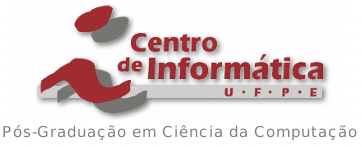 Centro
de Informática
U · F · P · E
Pós-Graduação em Ciência da Computação